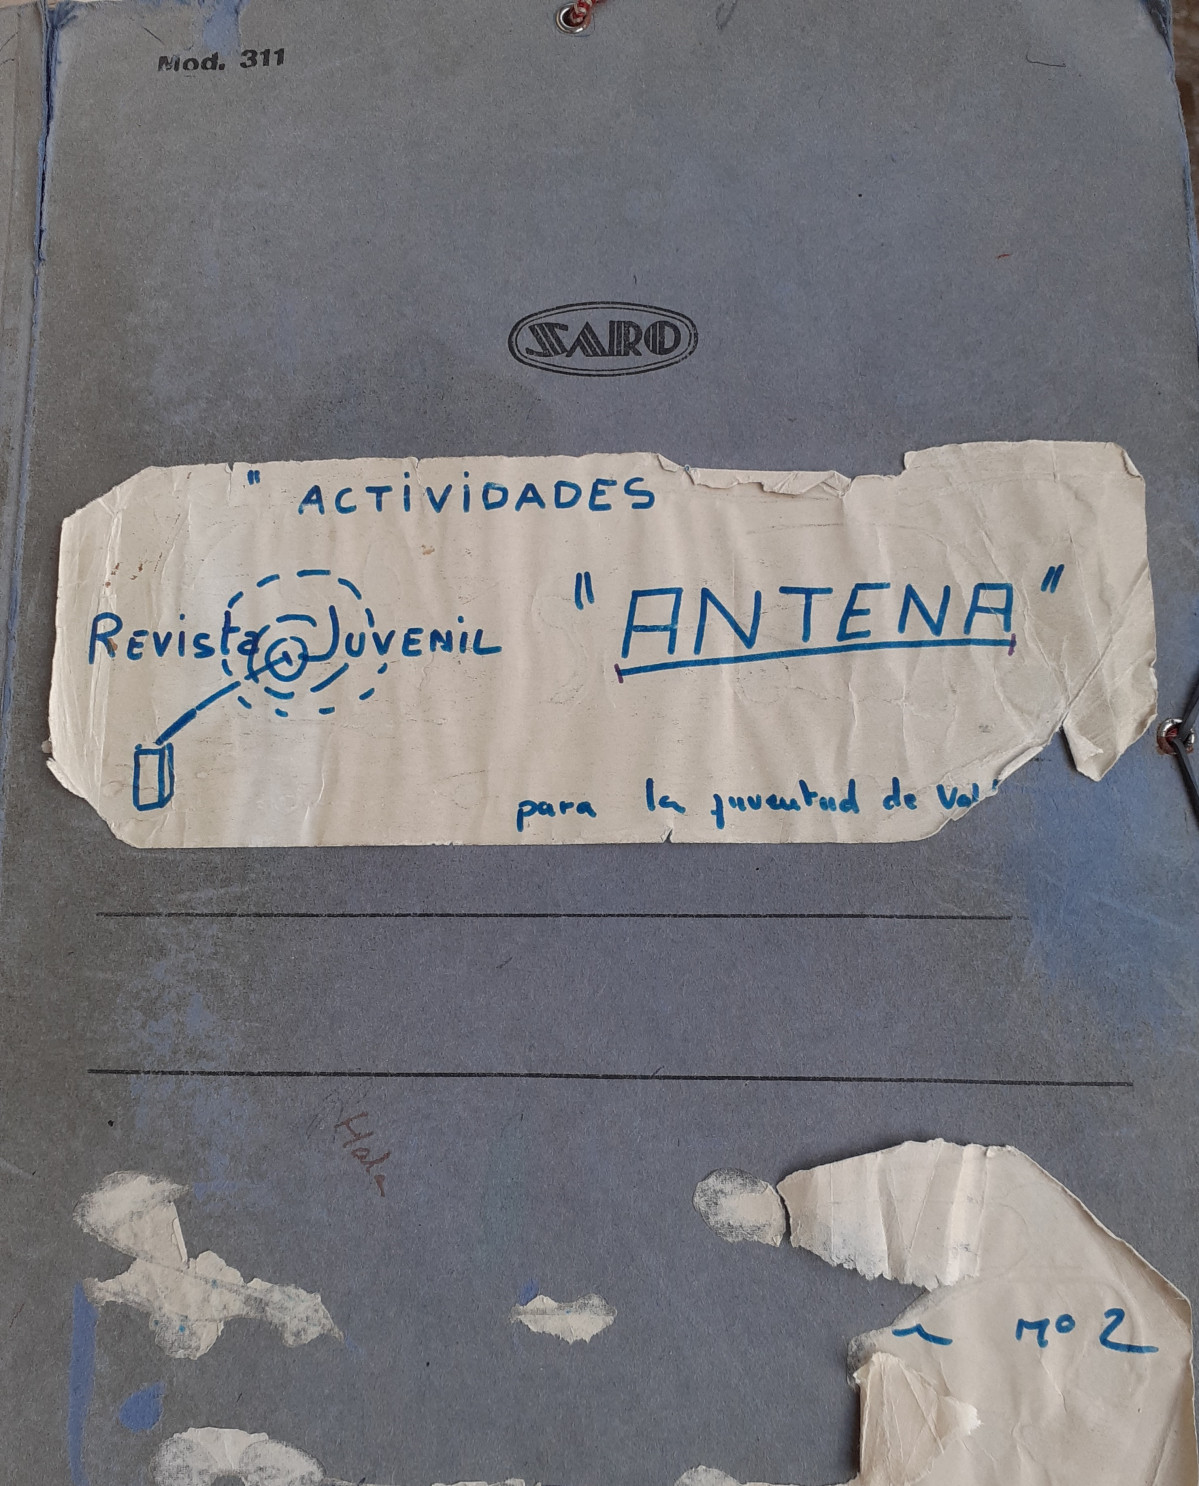 Mod. 311
SARO
" ACTIVIDADES
Revista Juvenil
" ANTENA "
para la juventud de
nº 2